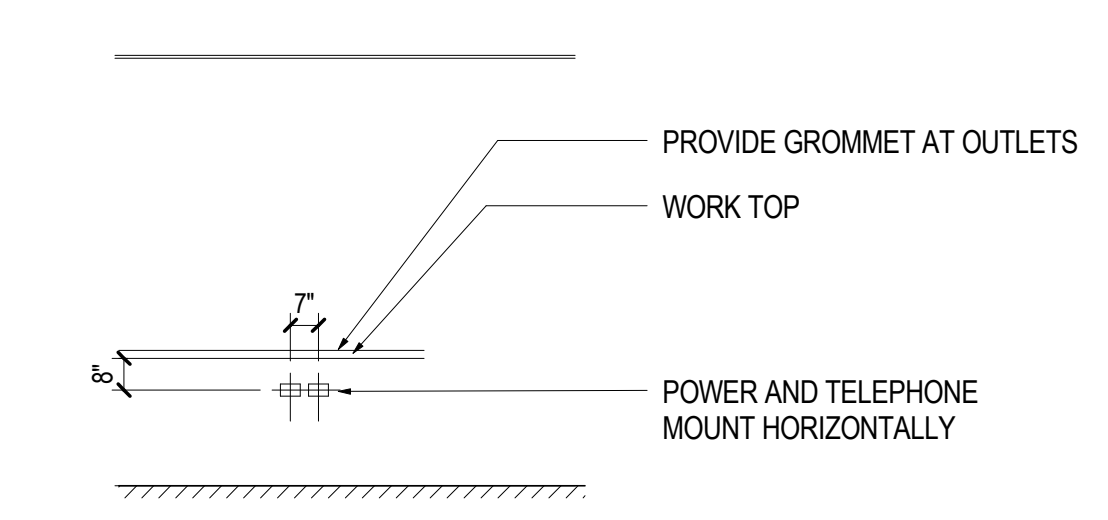 PROVIDE GROMMET AT OUTLETS
WORK TOP
7"
8"
POWER AND TELEPHONE
MOUNT HORIZONTALLY